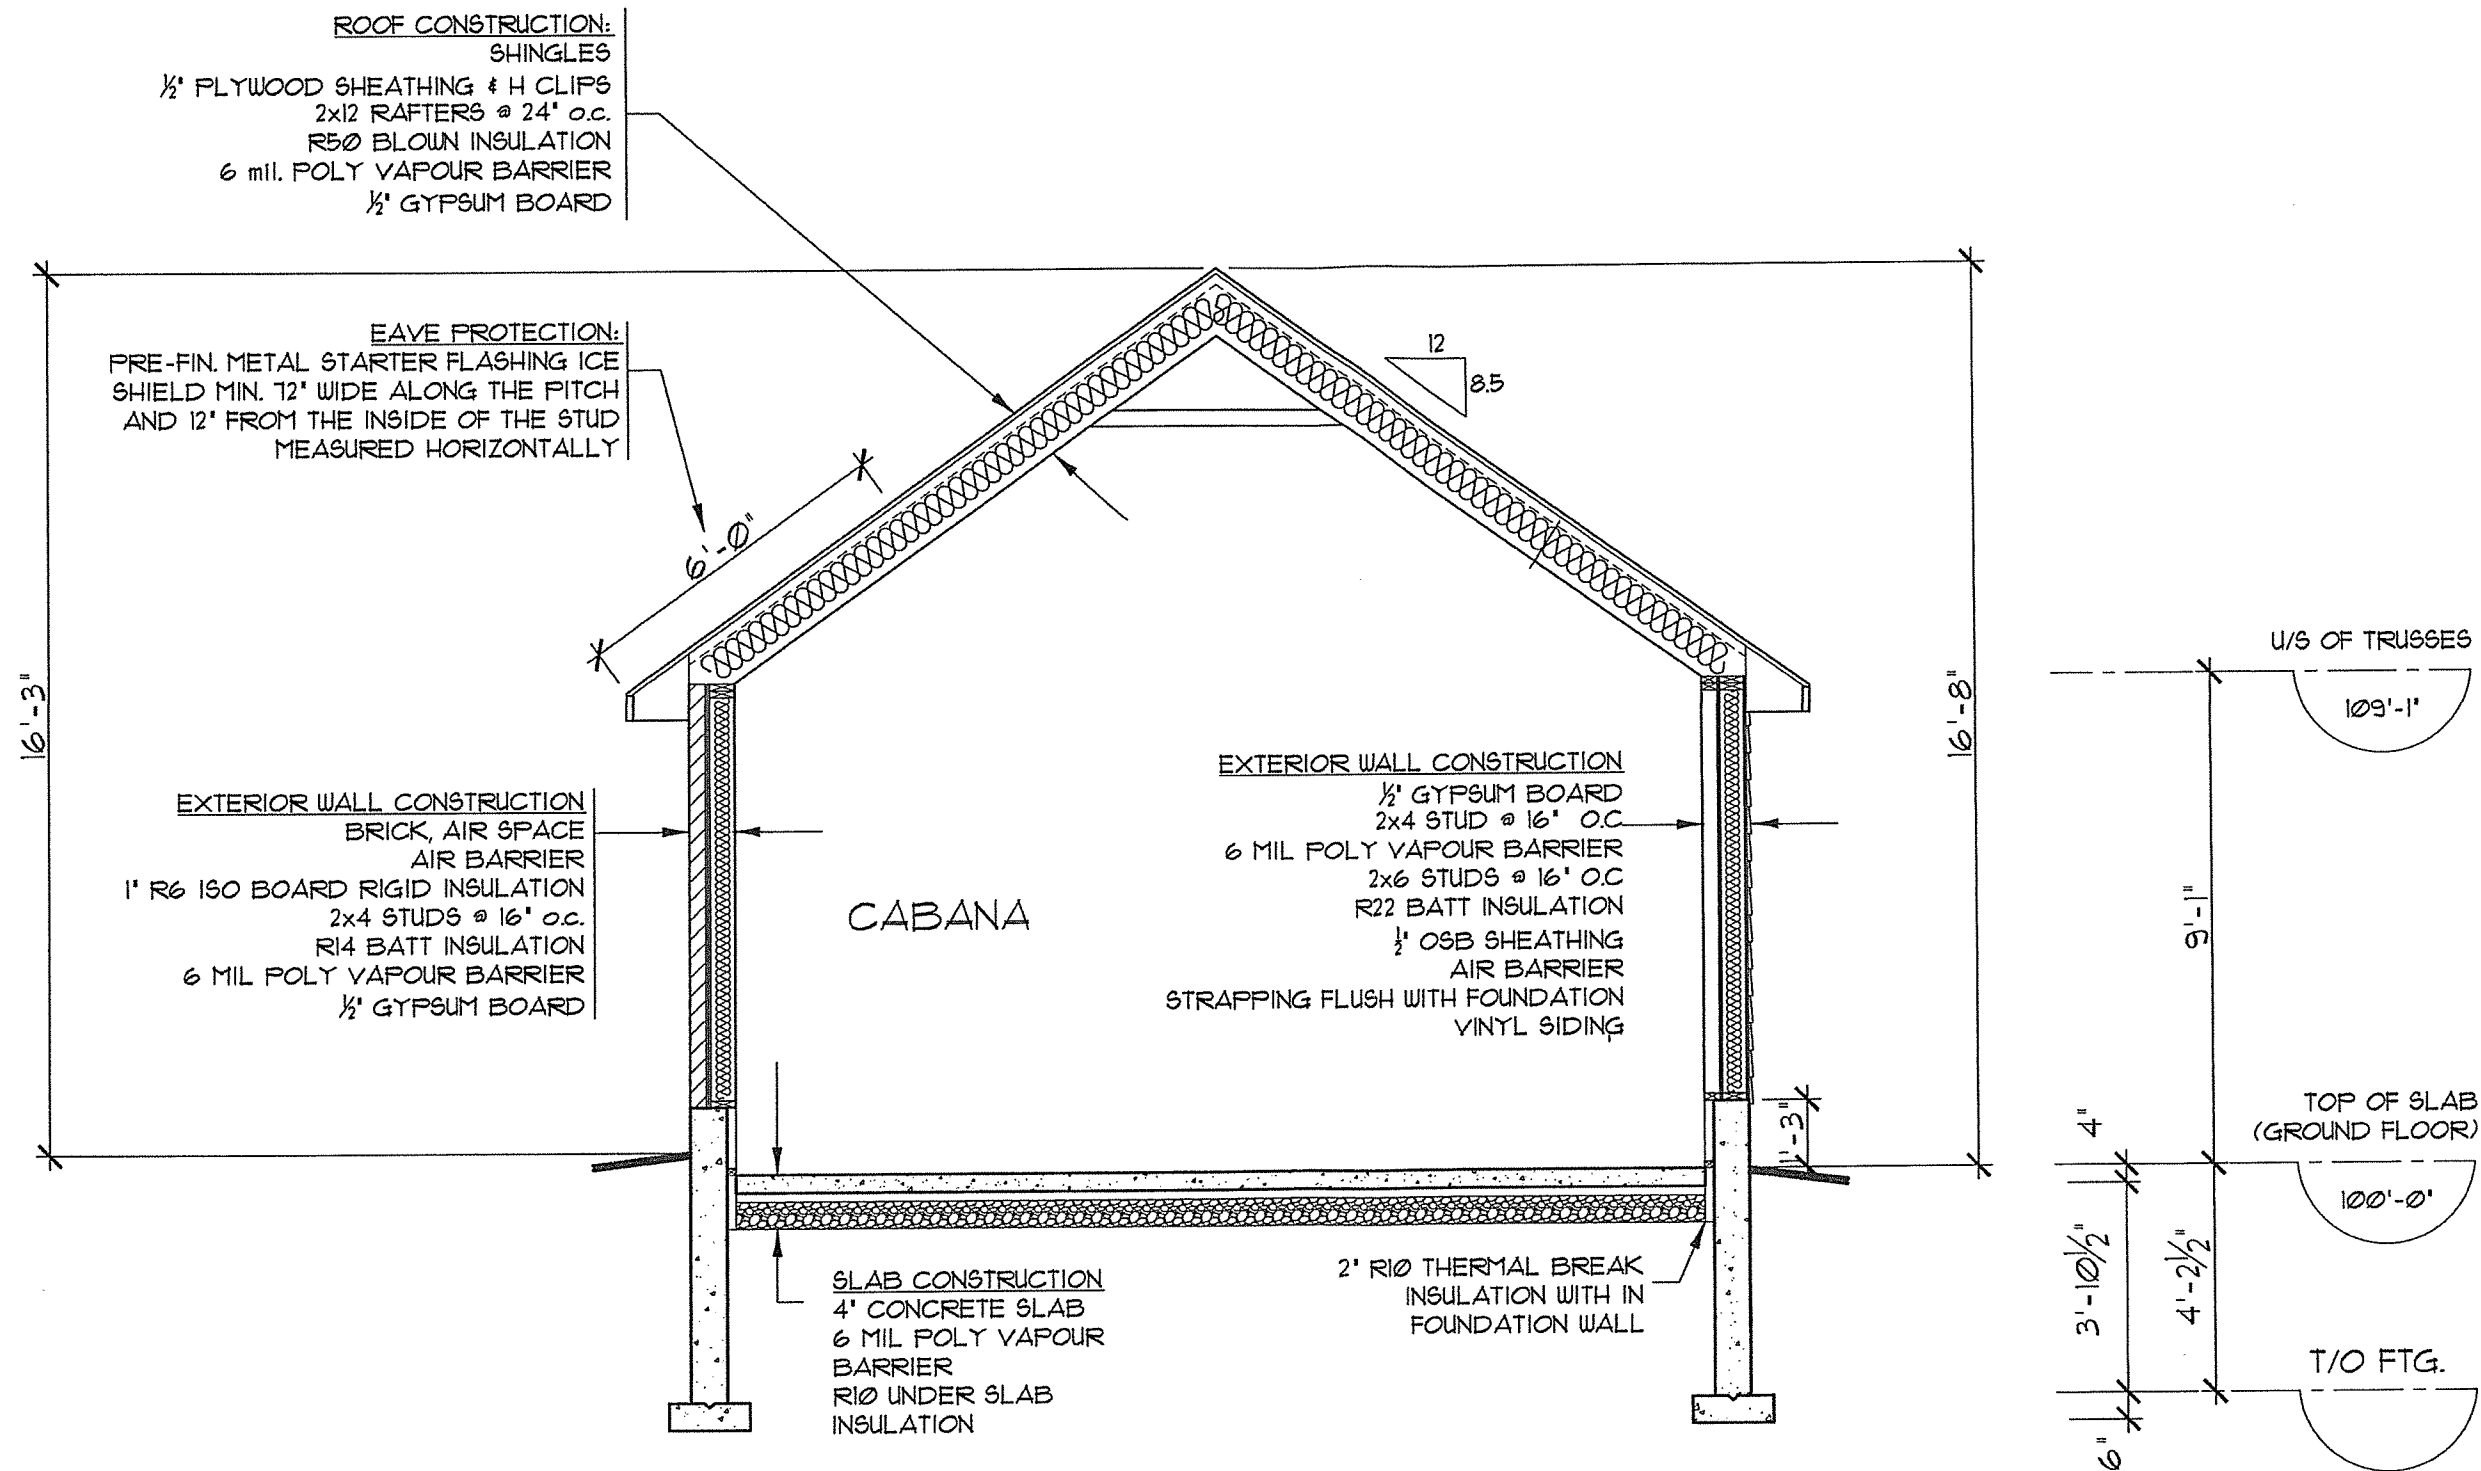 ROOF CONSTRUCTION:
SHINGLES
½" PLYWOOD SHEATHING & H CLIPS
2x12 RAFTERS @ 24" o.c.
R50 BLOWN INSULATION
6 mil. POLY VAPOUR BARRIER
½" GYPSUM BOARD
EAVE PROTECTION:
PRE-FIN. METAL STARTER FLASHING ICE
SHIELD MIN. 72" WIDE ALONG THE PITCH
AND 12" FROM THE INSIDE OF THE STUD
MEASURED HORIZONTALLY
6'-0"
12
8.5
16'-3"
16'-8"
EXTERIOR WALL CONSTRUCTION
BRICK, AIR SPACE
AIR BARRIER
1" R6 ISO BOARD RIGID INSULATION
2x4 STUDS @ 16" o.c.
R14 BATT INSULATION
6 MIL POLY VAPOUR BARRIER
½" GYPSUM BOARD
CABANA
EXTERIOR WALL CONSTRUCTION
½" GYPSUM BOARD
2x4 STUD @ 16" O.C
6 MIL POLY VAPOUR BARRIER
2x6 STUDS @ 16" O.C
R22 BATT INSULATION
½" OSB SHEATHING
AIR BARRIER
STRAPPING FLUSH WITH FOUNDATION
VINYL SIDING
1'-3"
SLAB CONSTRUCTION
4" CONCRETE SLAB
6 MIL POLY VAPOUR
BARRIER
R10 UNDER SLAB
INSULATION
2" R10 THERMAL BREAK
INSULATION WITH IN
FOUNDATION WALL
U/S OF TRUSSES
109'-1"
9'-1"
TOP OF SLAB
(GROUND FLOOR)
100'-0"
4"
3'-10½"
4'-2½"
T/O FTG.
6"